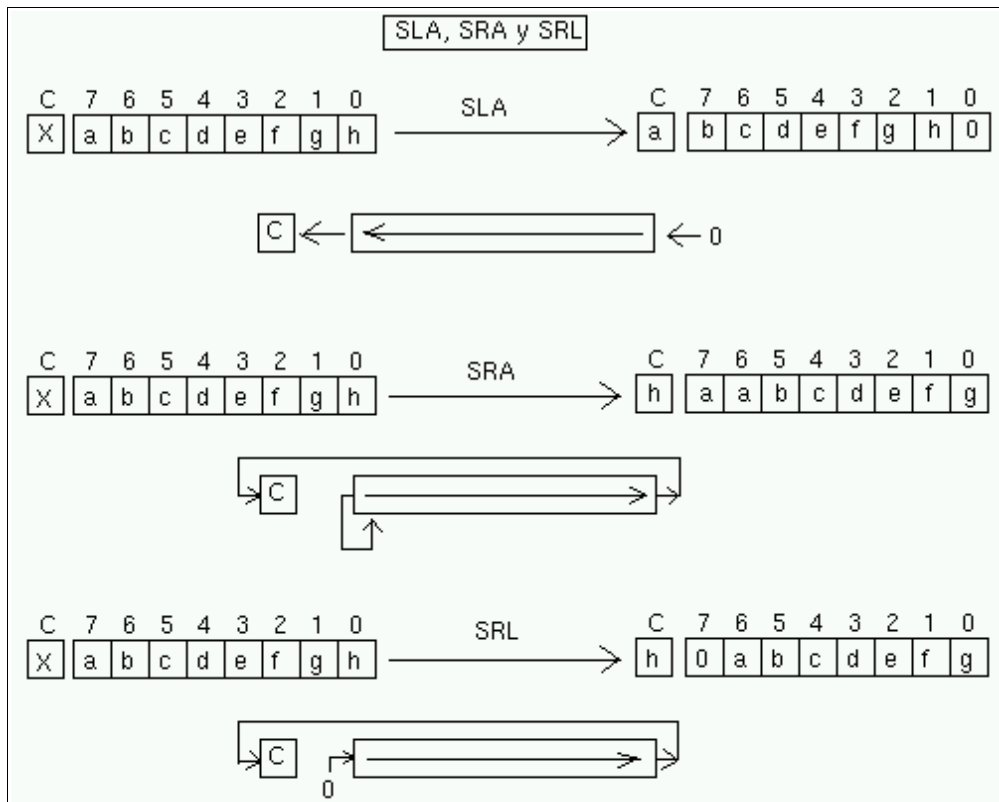 SLA, SRA y SRL
C 7 6 5 4 3 2 1 0
SLA
C 7 6 5 4 3 2 1 0
X a b c d e f g h
a b c d e f g h 0
C
0
C 7 6 5 4 3 2 1 0
SRA
C 7 6 5 4 3 2 1 0
X a b c d e f g h
h a a b c d e f g
C
C 7 6 5 4 3 2 1 0
SRL
C 7 6 5 4 3 2 1 0
X a b c d e f g h
h 0 a b c d e f g
C
0